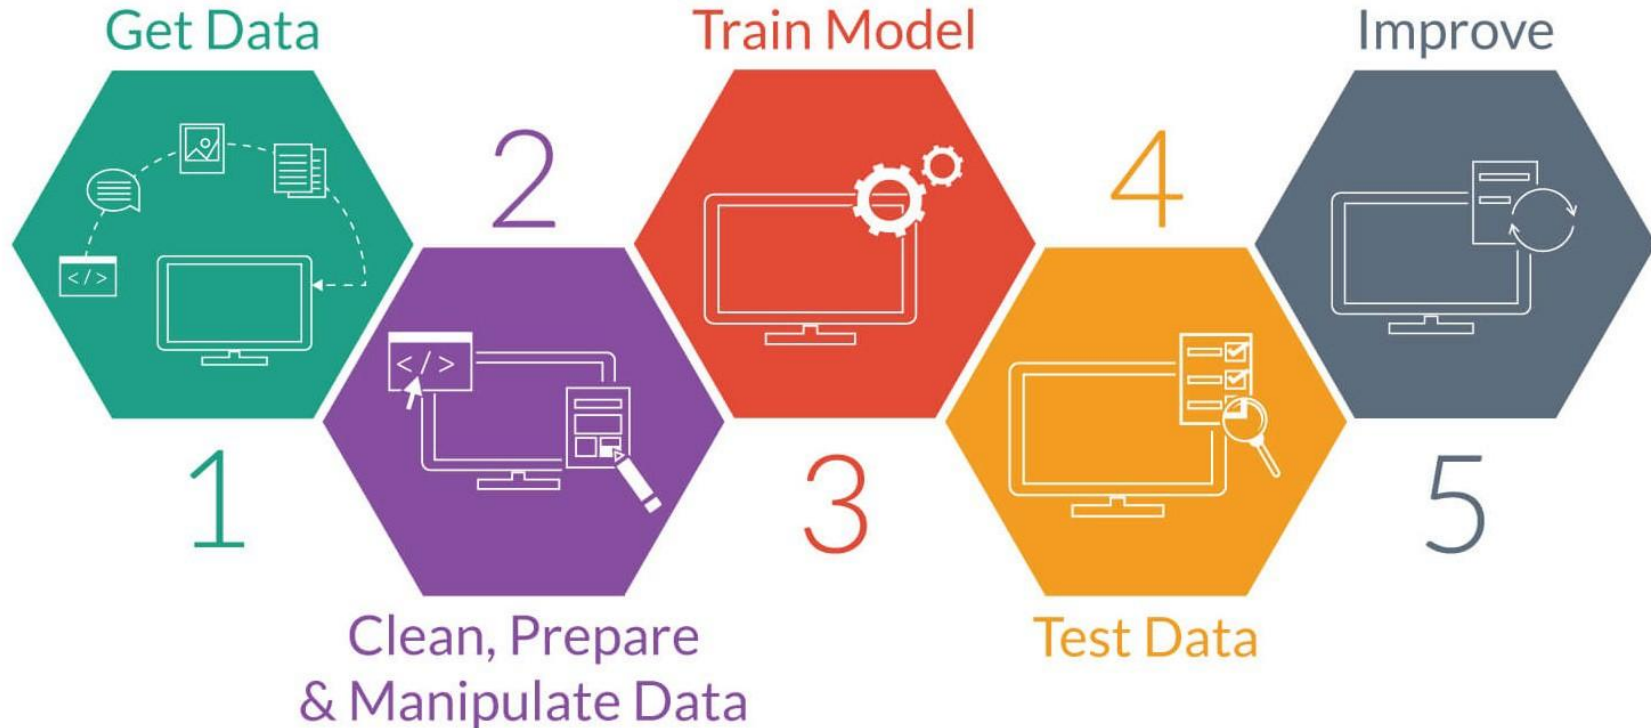 Get Data
</>
1
2
</>
Clean, Prepare
& Manipulate Data
Train Model
3
4
Test Data
Improve
5